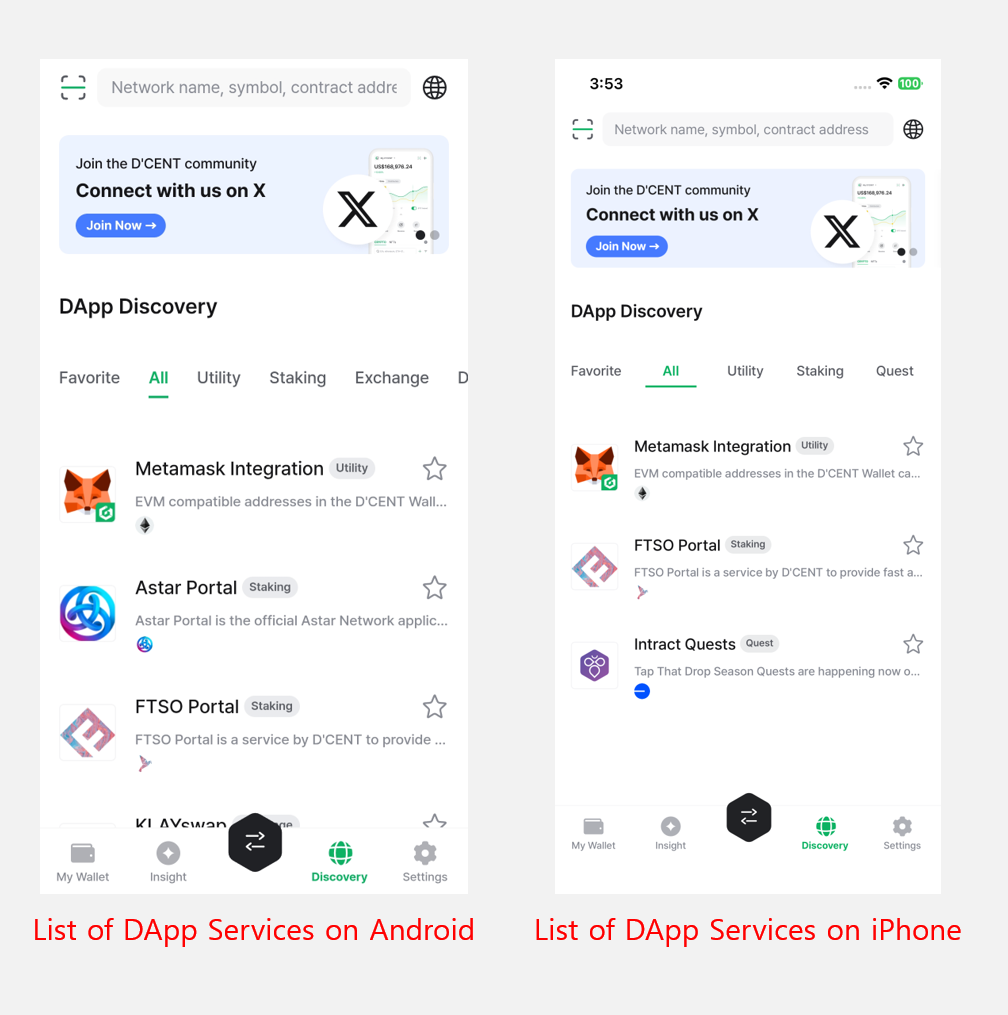 Network name, symbol, contract addre
Join the D'CENT community
Connect with us on X
Join Now →
US$168,976.24
DApp Discovery
Favorite All Utility Staking Exchange D
Metamask Integration Utility
EVM compatible addresses in the D'CENT Wall...
Astar Portal Staking
Astar Portal is the official Astar Network applic...
FTSO Portal Staking
FTSO Portal is a service by D'CENT to provide ...
KLAYswap
My Wallet Insight Discovery Settings
List of DApp Services on Android
3:53 100
Network name, symbol, contract address
Join the D'CENT community
Connect with us on X
Join Now →
US$168,976.24
DApp Discovery
Favorite All Utility Staking Quest
Metamask Integration Utility
EVM compatible addresses in the D'CENT Wallet ca...
FTSO Portal Staking
FTSO Portal is a service by D'CENT to provide fast a...
Intract Quests Quest
Tap That Drop Season Quests are happening now o...
My Wallet Insight Discovery Settings
List of DApp Services on iPhone